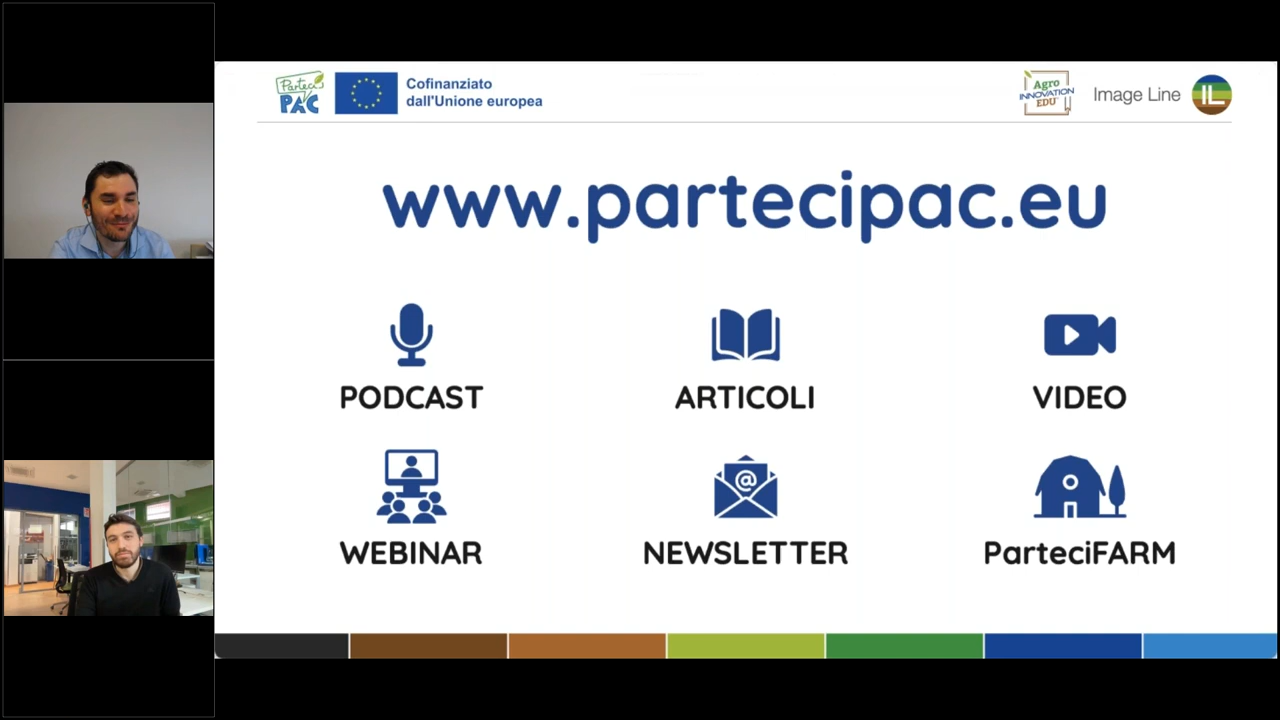 Parteci
PAC
Cofinanziato
dall'Unione europea
Agro
INNOVATION
EDU
Image Line
IL
www.partecipac.eu
PODCAST
ARTICOLI
VIDEO
@
WEBINAR
NEWSLETTER
ParteciFARM